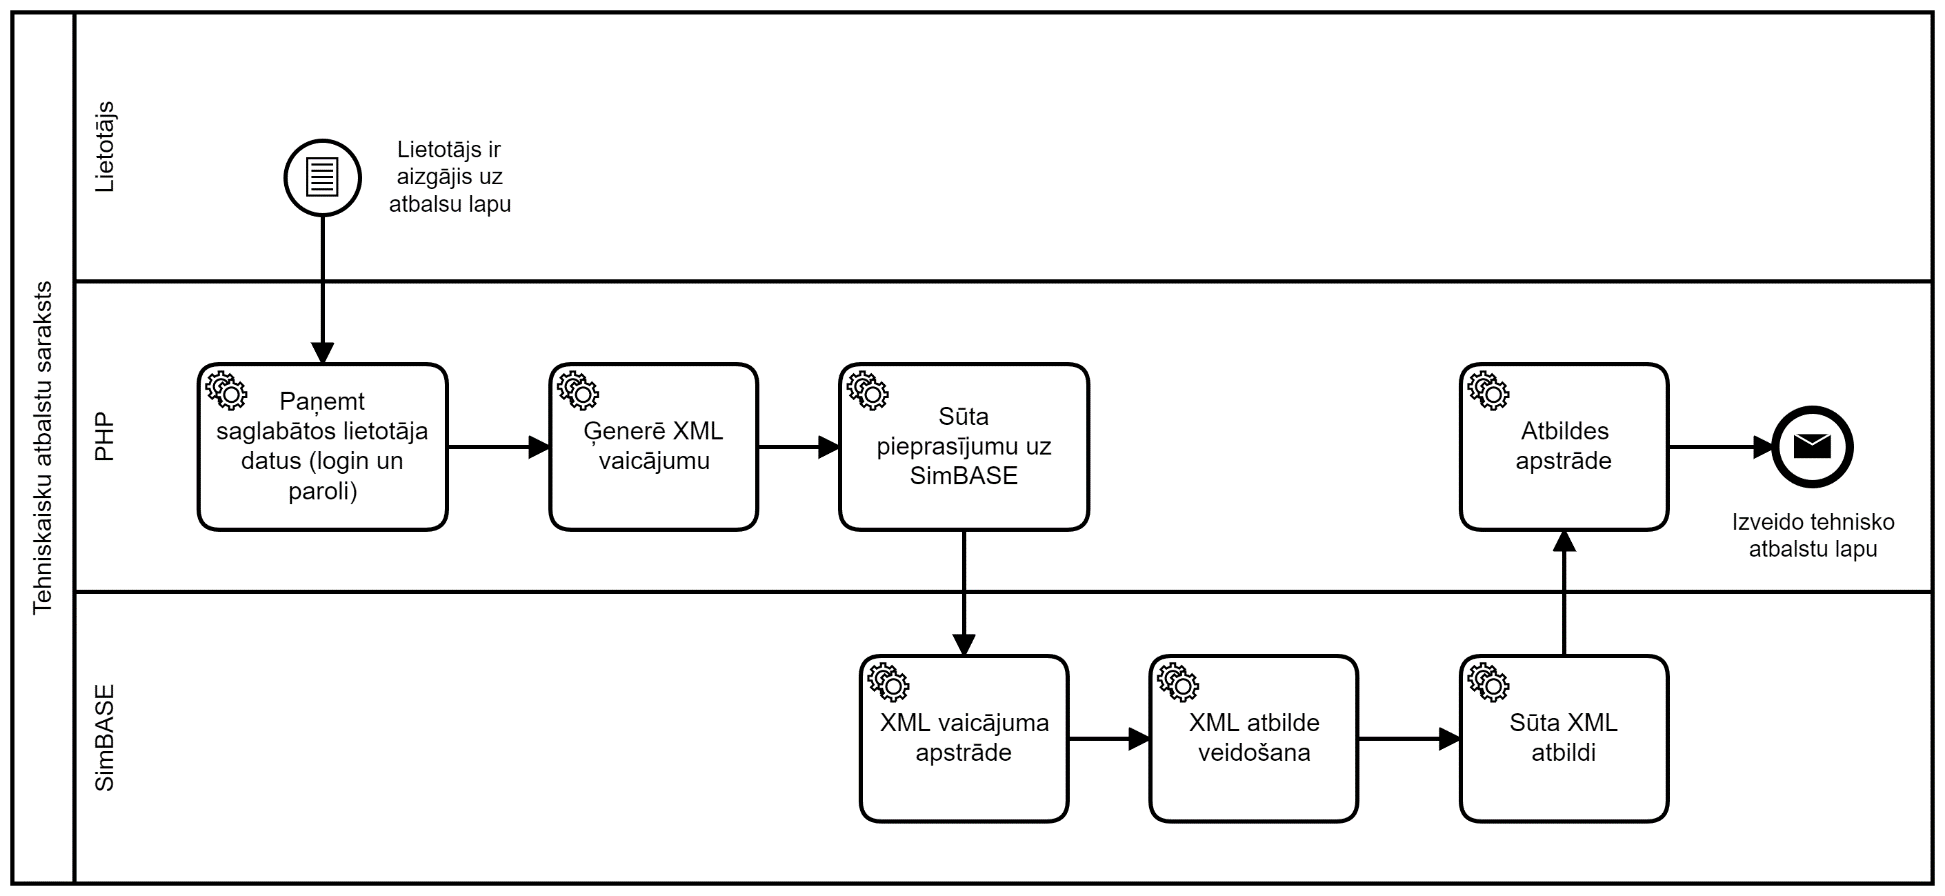 Tehniskaisku atbalstu saraksts
Lietotājs
Lietotājs ir
aizgājis uz
atbalsu lapu
PHP
Paņemt
saglabātos lietotāja
datus (login un
paroli)
Ģenerē XML
vaicājumu
Sūta
pieprasījumu uz
SimBASE
Atbildes
apstrāde
Izveido tehnisko
atbalstu lapu
SimBASE
XML vaicājuma
apstrāde
XML atbilde
veidošana
Sūta XML
atbildi